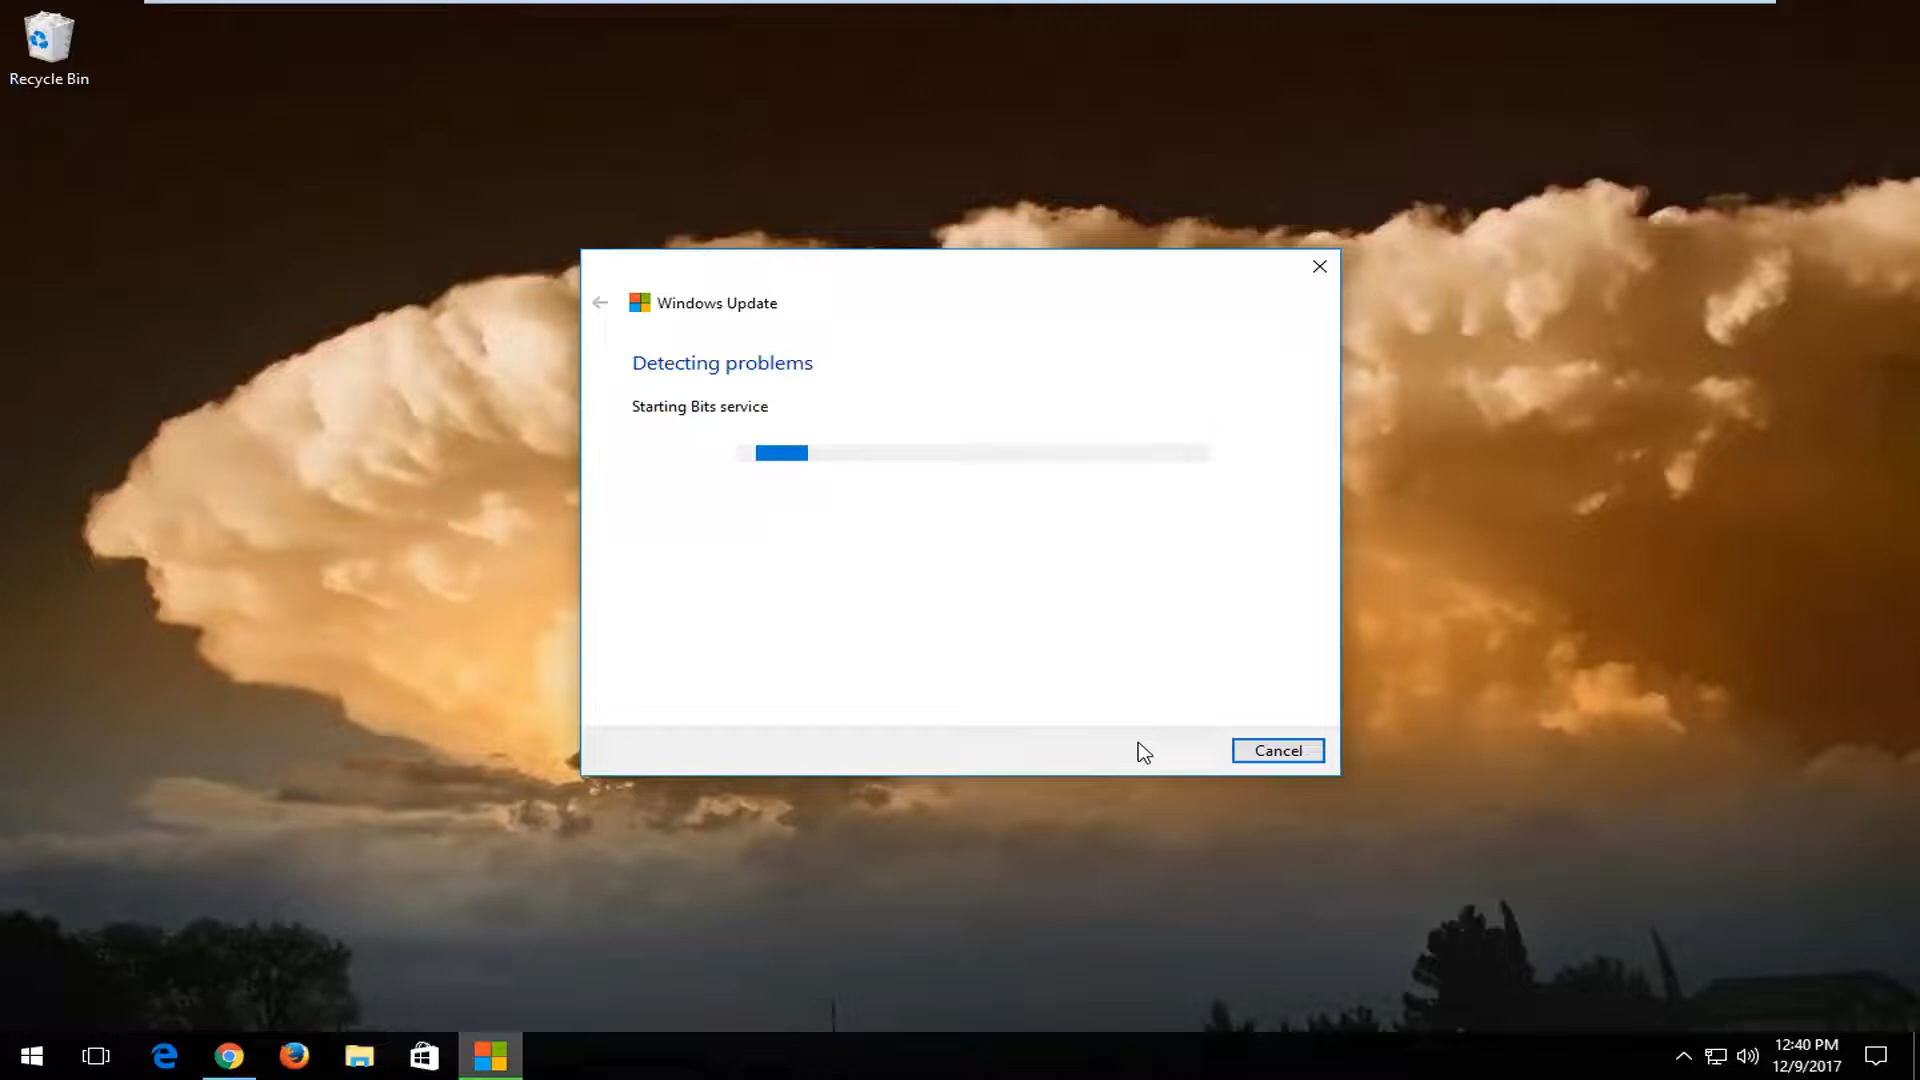 Recycle Bin
Windows Update
Detecting problems
Starting Bits service
Cancel
12:40 PM
12/9/2017